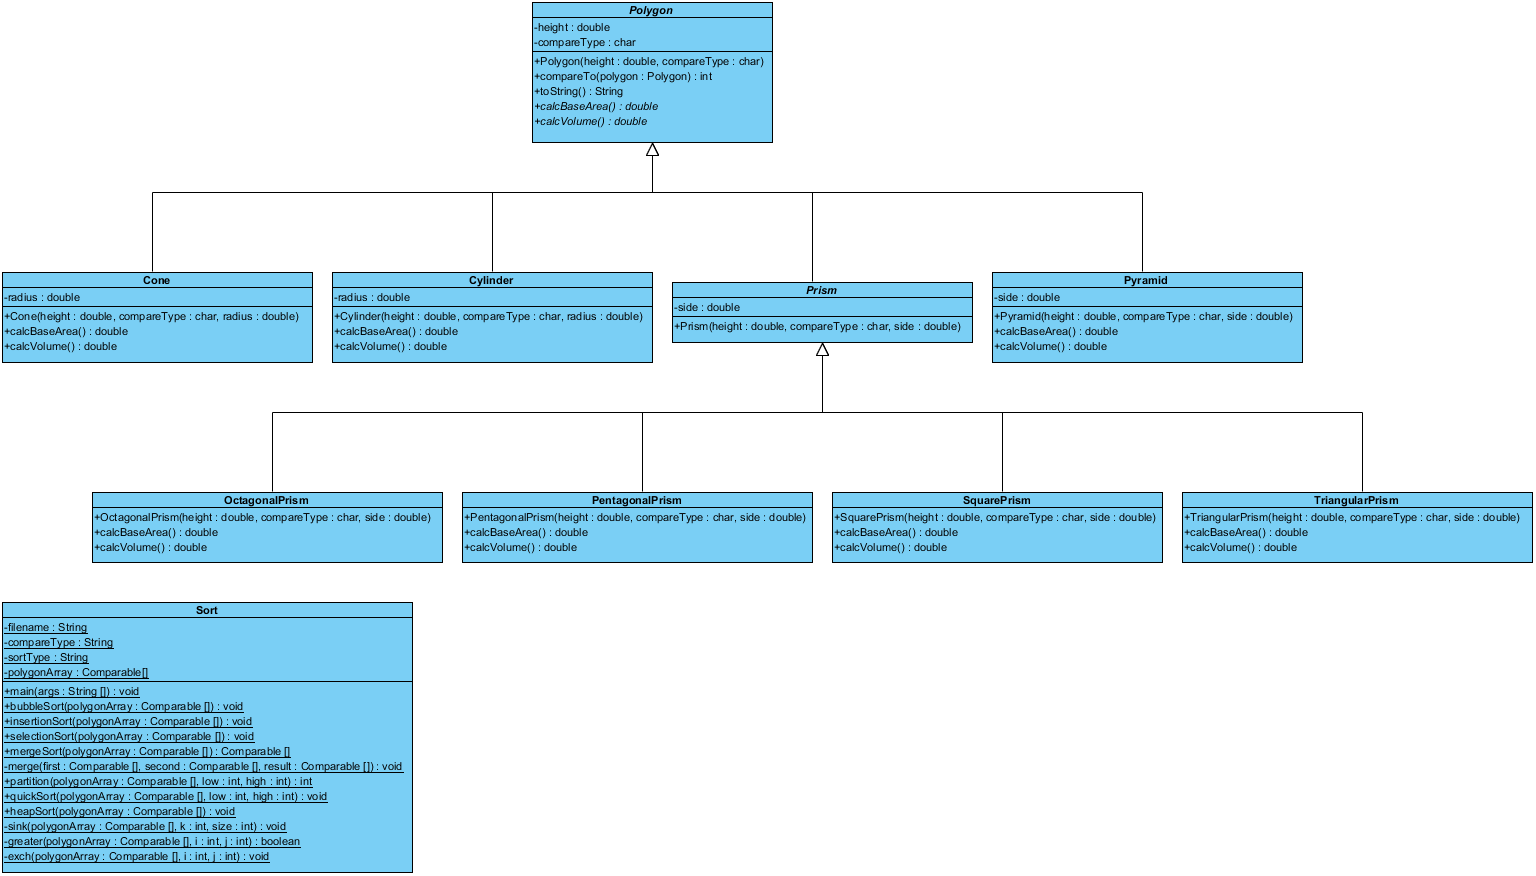 Polygon
-height : double
-compareType : char
+Polygon(height : double, compareType : char)
+compareTo(polygon : Polygon) : int
+toString() : String
+calcBaseArea() : double
+calcVolume() : double
Cone
-radius : double
+Cone(height : double, compareType : char, radius : double)
+calcBaseArea() : double
+calcVolume() : double
Cylinder
-radius : double
+Cylinder(height : double, compareType : char, radius : double)
+calcBaseArea() : double
+calcVolume() : double
Prism
-side : double
+Prism(height : double, compareType : char, side : double)
Pyramid
-side : double
+Pyramid(height : double, compareType : char, side : double)
+calcBaseArea() : double
+calcVolume() : double
OctagonalPrism
+OctagonalPrism(height : double, compareType : char, side : double)
+calcBaseArea() : double
+calcVolume() : double
PentagonalPrism
+PentagonalPrism(height : double, compareType : char, side : double)
+calcBaseArea() : double
+calcVolume() : double
SquarePrism
+SquarePrism(height : double, compareType : char, side : double)
+calcBaseArea() : double
+calcVolume() : double
TriangularPrism
+TriangularPrism(height : double, compareType : char, side : double)
+calcBaseArea() : double
+calcVolume() : double
Sort
-filename : String
-compareType : String
-sortType : String
-polygonArray : Comparable[]
+main(args : String []) : void
+bubbleSort(polygonArray : Comparable []) : void
+insertionSort(polygonArray : Comparable []) : void
+selectionSort(polygonArray : Comparable []) : void
+mergeSort(polygonArray : Comparable []) : Comparable []
-merge(first : Comparable [], second : Comparable [], result : Comparable []) : void
+partition(polygonArray : Comparable [], low : int, high : int) : int
+quickSort(polygonArray : Comparable [], low : int, high : int) : void
+heapSort(polygonArray : Comparable []) : void
-sink(polygonArray : Comparable [], k : int, size : int) : void
-greater(polygonArray : Comparable [], i : int, j : int) : boolean
-exch(polygonArray : Comparable [], i : int, j : int) : void